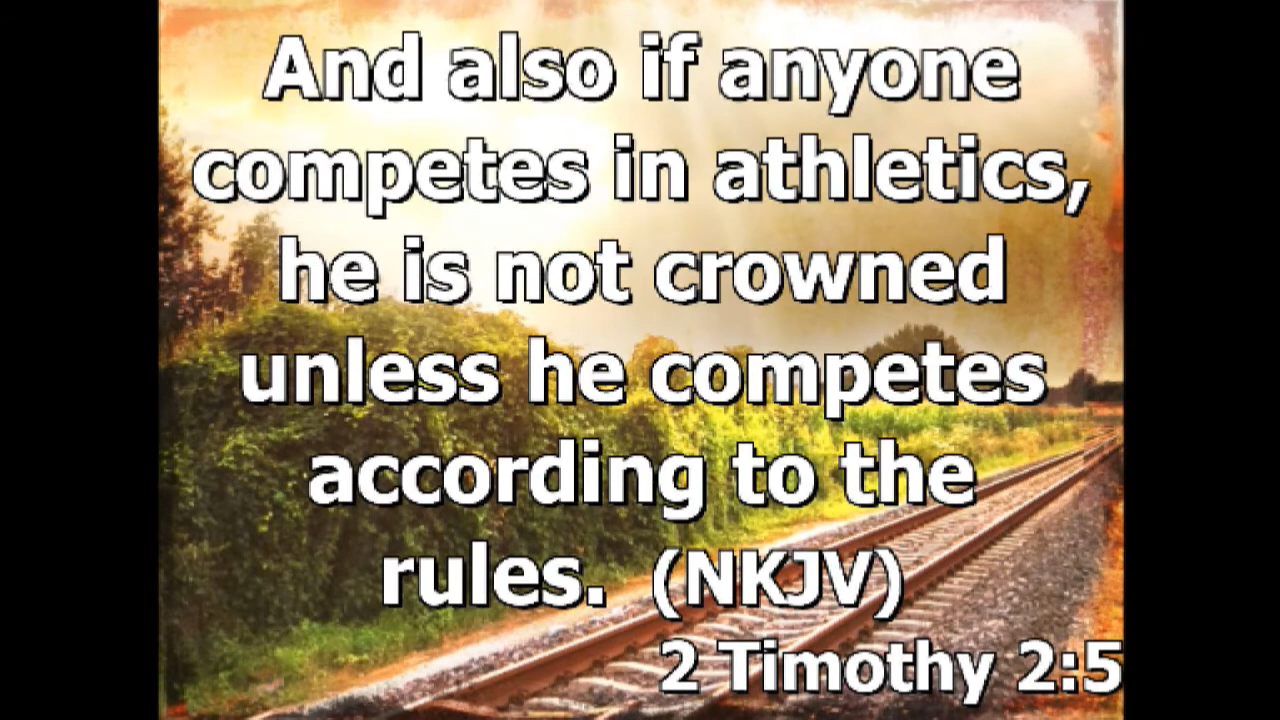 And also if anyone
competes in athletics,
he is not crowned
unless he competes
according to the
rules. (NKJV)
2 Timothy 2:5